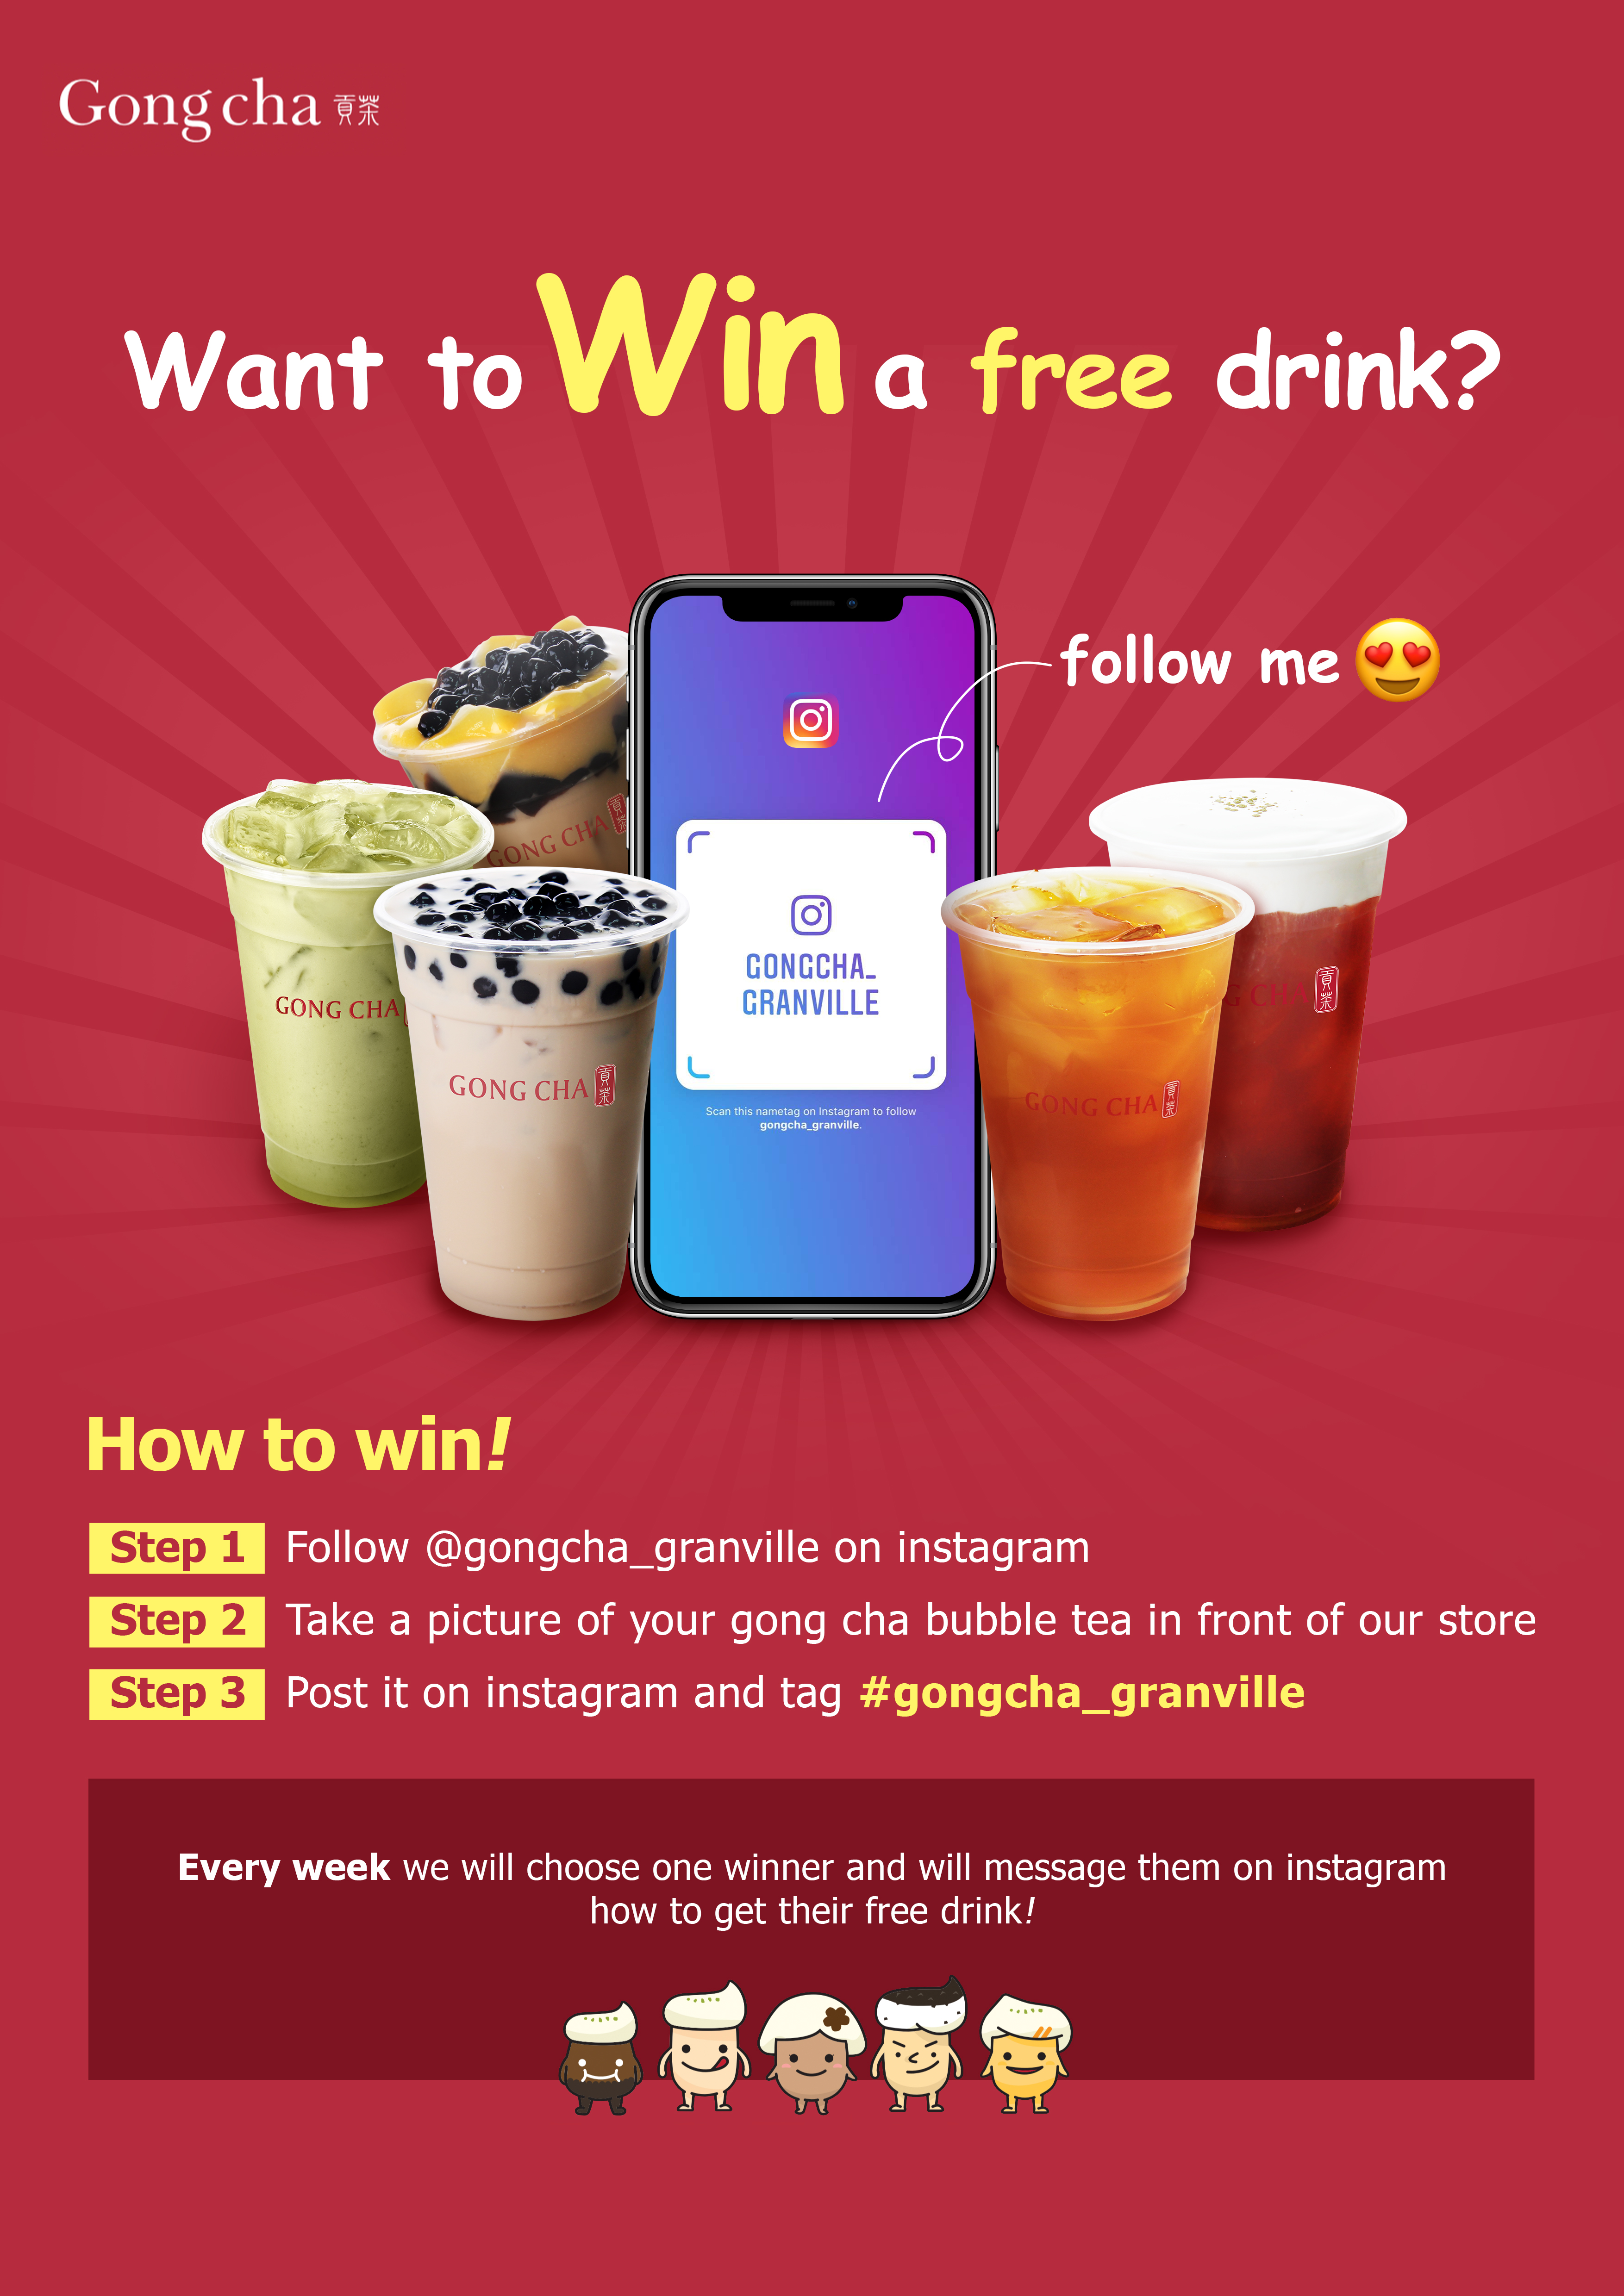 Gong cha 貢茶
Want to Win a free drink?
follow me
GONG CHA 貢茶
GONG CHA
GONG CHA 貢茶
GONGCHA_
GRANVILLE
Scan this nametag on Instagram to follow
gongcha_granville.
GONG CHA 貢茶
G CHA 貢茶
How to win!
Step 1 Follow @gongcha_granville on instagram
Step 2 Take a picture of your gong cha bubble tea in front of our store
Step 3 Post it on instagram and tag #gongcha_granville
Every week we will choose one winner and will message them on instagram
how to get their free drink!